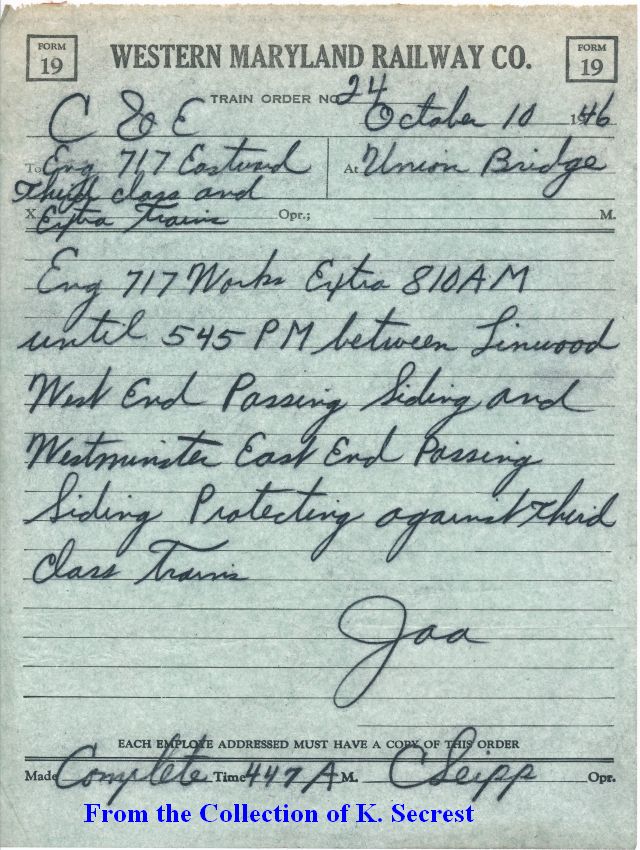 FORM 19 WESTERN MARYLAND RAILWAY CO. FORM 19
TRAIN ORDER NO. 24
C & E October 10 1946
To Eng 717 Eastward At Union Bridge
Third class and
X Extra Trains Opr.; M.
Eng 717 Works Extra 810AM
until 545 PM between Linwood
West End Passing Siding and
Westminster East End Passing
Siding Protecting against third
class Trains
Jaa
EACH EMPLOYE ADDRESSED MUST HAVE A COPY OF THIS ORDER
Made Complete Time 447 A M. C Seipp Opr.
From the Collection of K. Secrest